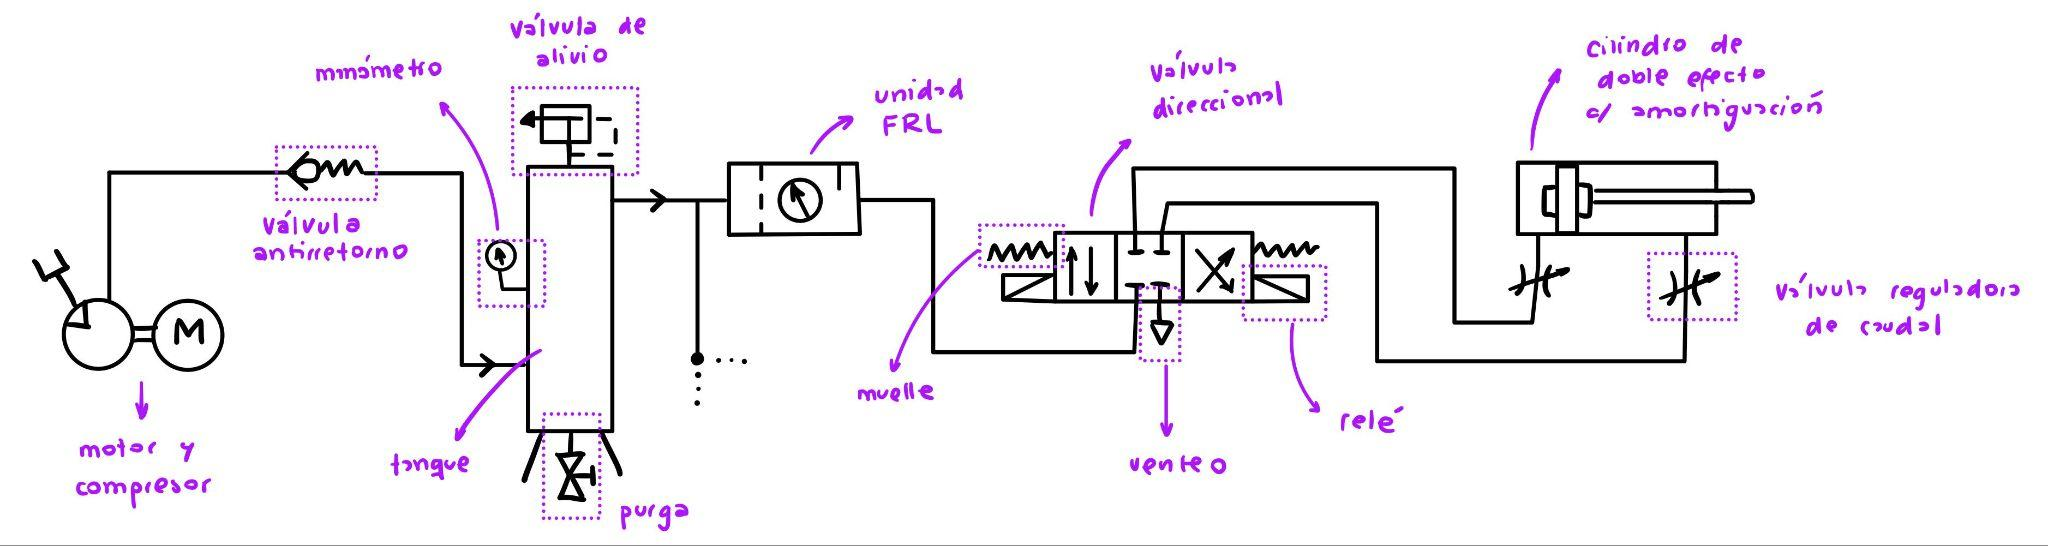 válvula de
alivio
manómetro
unidad
FRL
válvula
direccional
cilindro de
doble efecto
c/ amortiguación
válvula
antirretorno
M
muelle
relé
válvula reguladora
de caudal
motor y
compresor
tanque
venteo
purga